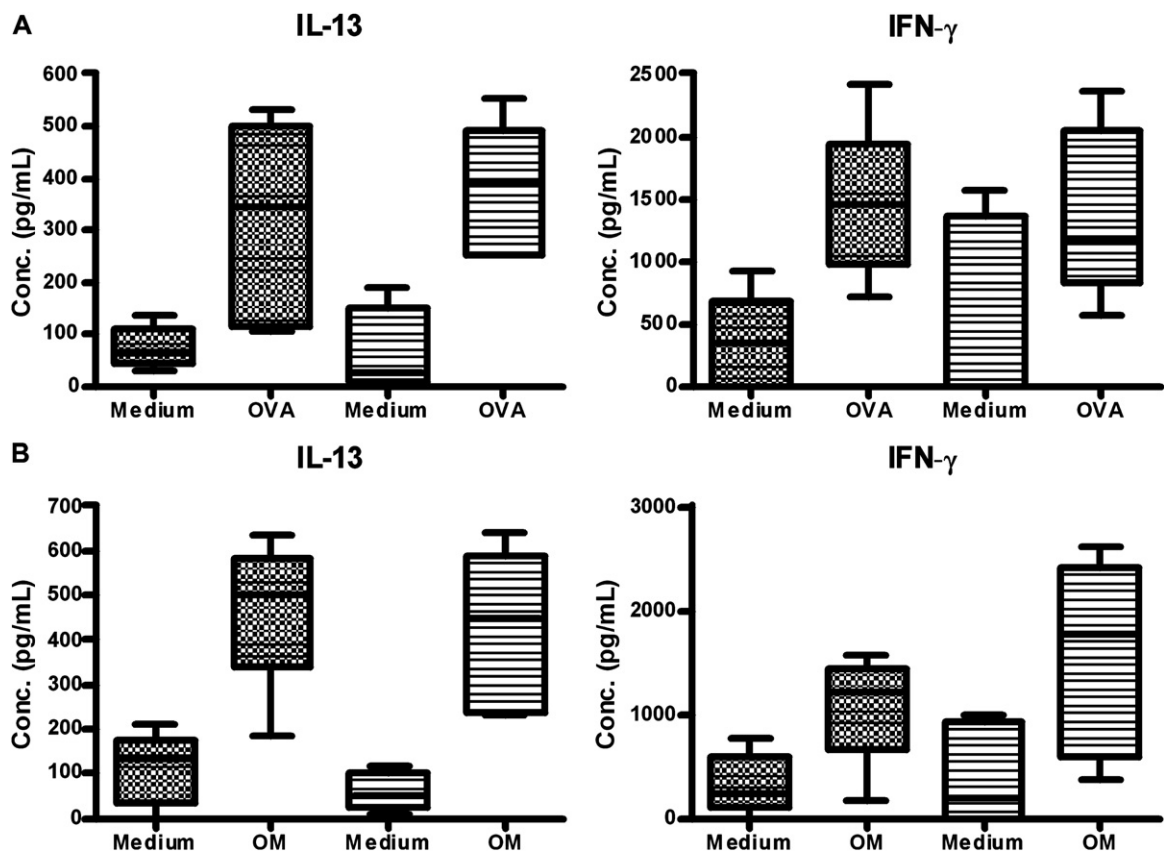 A
IL-13
IFN-γ
Conc. (pg/mL)
600
500
400
300
200
100
0
Medium
OVA
Medium
OVA
Conc. (pg/mL)
2500
2000
1500
1000
500
0
Medium
OVA
Medium
OVA
B
IL-13
IFN-γ
Conc. (pg/mL)
700
600
500
400
300
200
100
0
Medium
OM
Medium
OM
Conc. (pg/mL)
3000
2000
1000
0
Medium
OM
Medium
OM